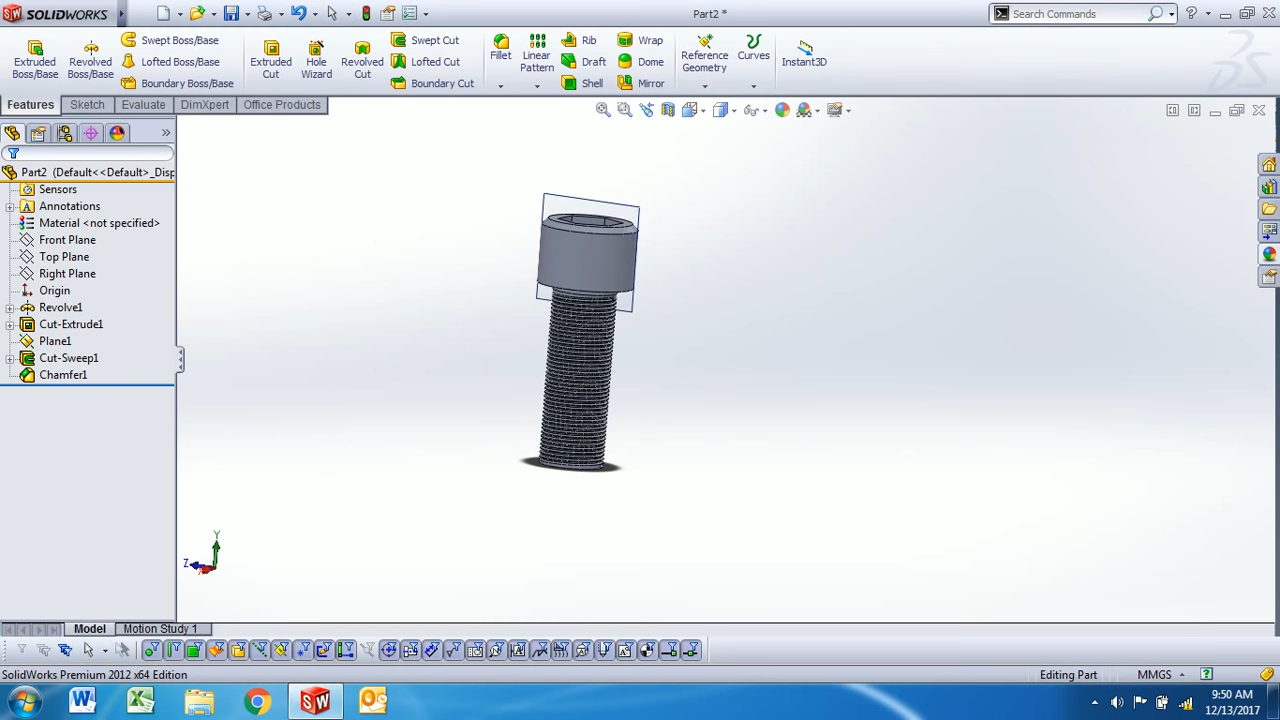 SOLIDWORKS
Part2 *
Search Commands
Extruded Boss/Base
Revolved Boss/Base
Swept Boss/Base
Lofted Boss/Base
Boundary Boss/Base
Extruded Cut
Hole Wizard
Revolved Cut
Swept Cut
Lofted Cut
Boundary Cut
Fillet
Linear Pattern
Rib
Draft
Shell
Wrap
Dome
Mirror
Reference Geometry
Curves
Instant3D
Features
Sketch
Evaluate
DimXpert
Office Products
Part2 (Default<<Default>_Disp
Sensors
Annotations
Material <not specified>
Front Plane
Top Plane
Right Plane
Origin
Revolve1
Cut-Extrude1
Plane1
Cut-Sweep1
Chamfer1
Y
Z
Model
Motion Study 1
SolidWorks Premium 2012 x64 Edition
Editing Part
MMGS
9:50 AM
12/13/2017